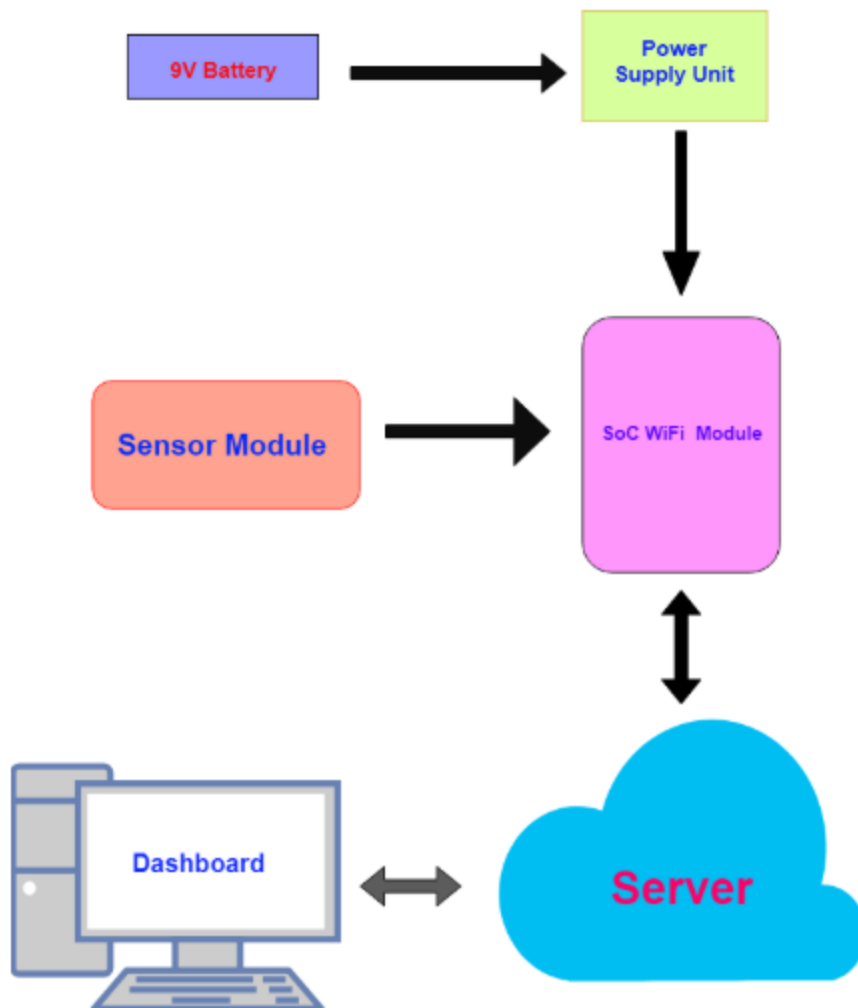 9V Battery
Power
Supply Unit
Sensor Module
SoC WiFi  Module
Dashboard
Server